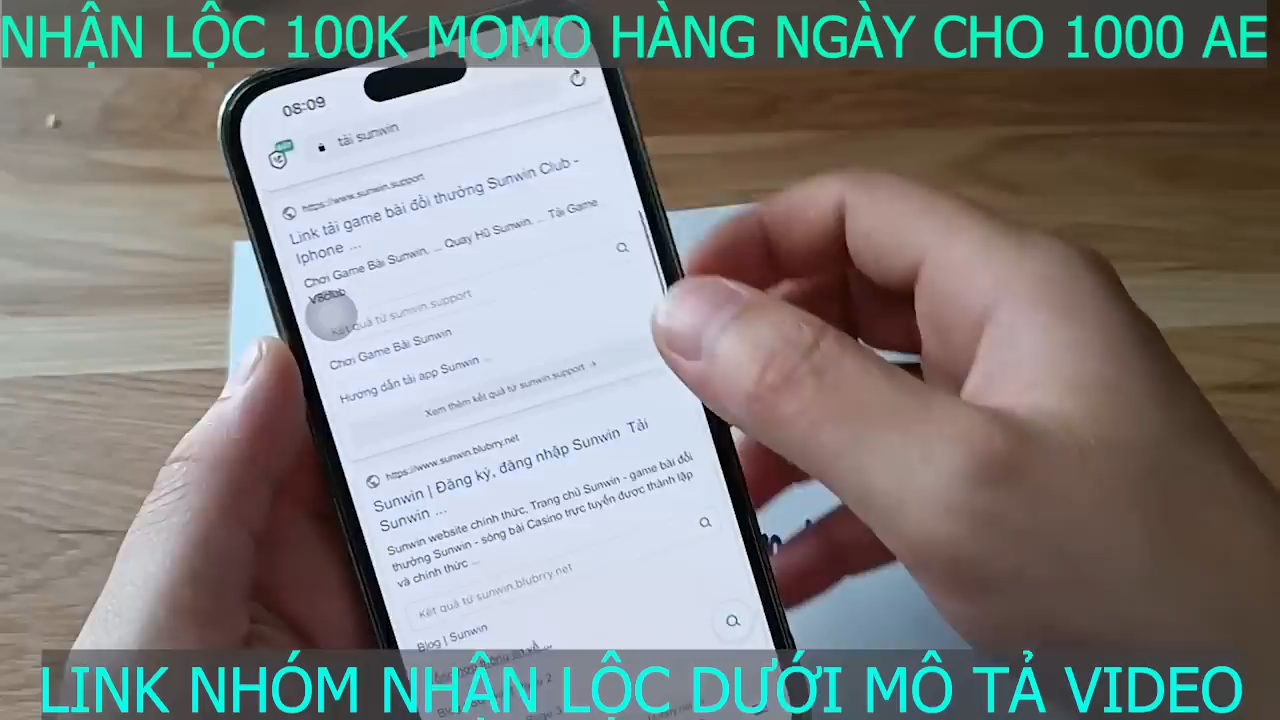 NHẬN LỘC 100K MOMO HÀNG NGÀY CHO 1000 AE
08:09
tải sunwin
https://www.sunwin.support
Link tải game bài đổi thưởng Sunwin Club -
Iphone ...
Chơi Game Bài Sunwin. ... Quay Hũ Sunwin. ... Tải Game
V8club
Kết quả từ sunwin.support
Chơi Game Bài Sunwin
Hướng dẫn tải app Sunwin ...
Xem thêm kết quả từ sunwin.support →
https://www.sunwin.blubrry.net
Sunwin | Đăng ký, đăng nhập Sunwin Tải
Sunwin ...
Sunwin website chính thức, Trang chủ Sunwin - game bài đổi
thưởng Sunwin - sòng bài Casino trực tuyến được thành lập
và chính thức ...
Kết quả từ sunwin.blubrry.net
Blog | Sunwin
LINK NHÓM NHẬN LỘC DƯỚI MÔ TẢ VIDEO